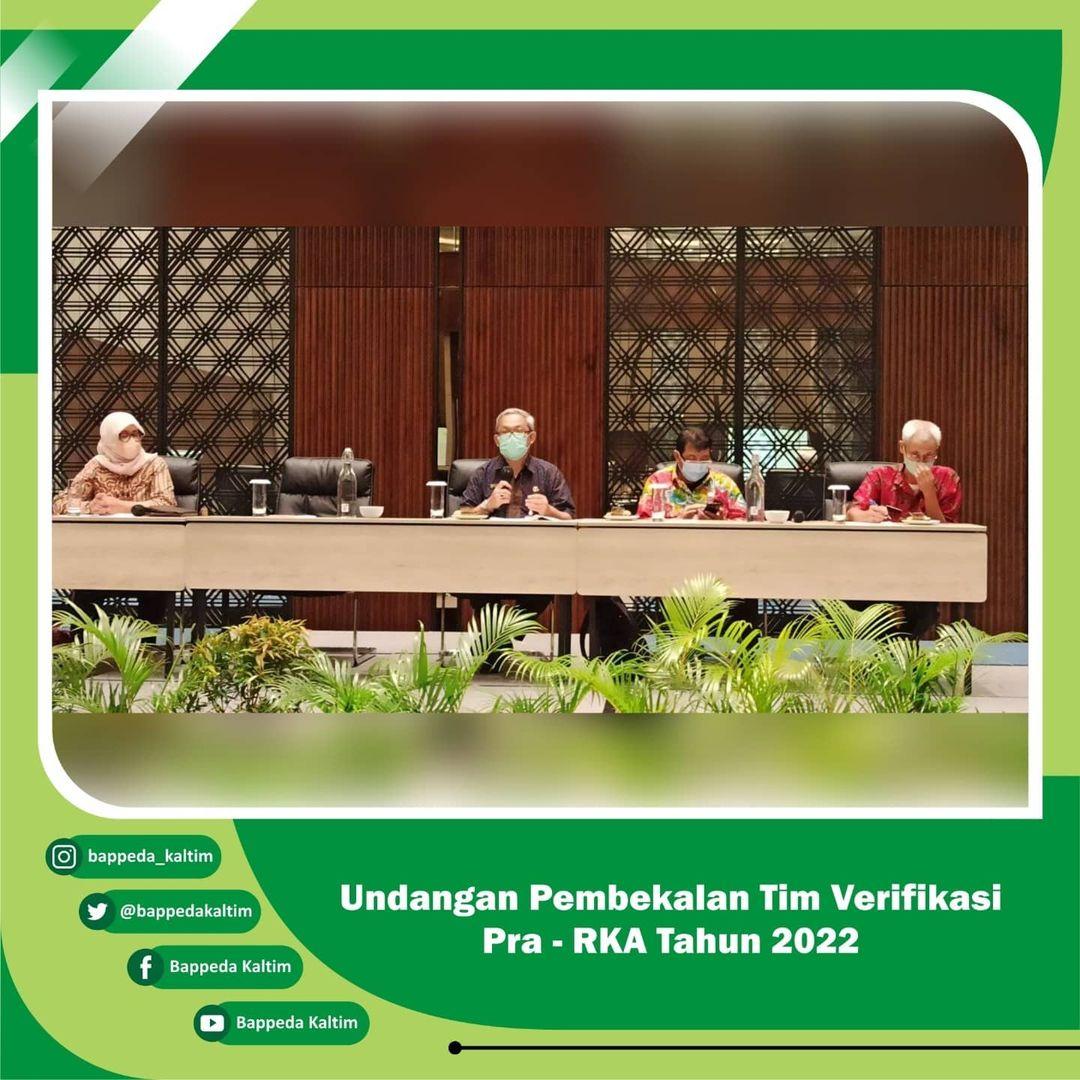 bappeda_kaltim
@bappedakaltim
Bappeda Kaltim
Bappeda Kaltim
Undangan Pembekalan Tim Verifikasi
Pra - RKA Tahun 2022